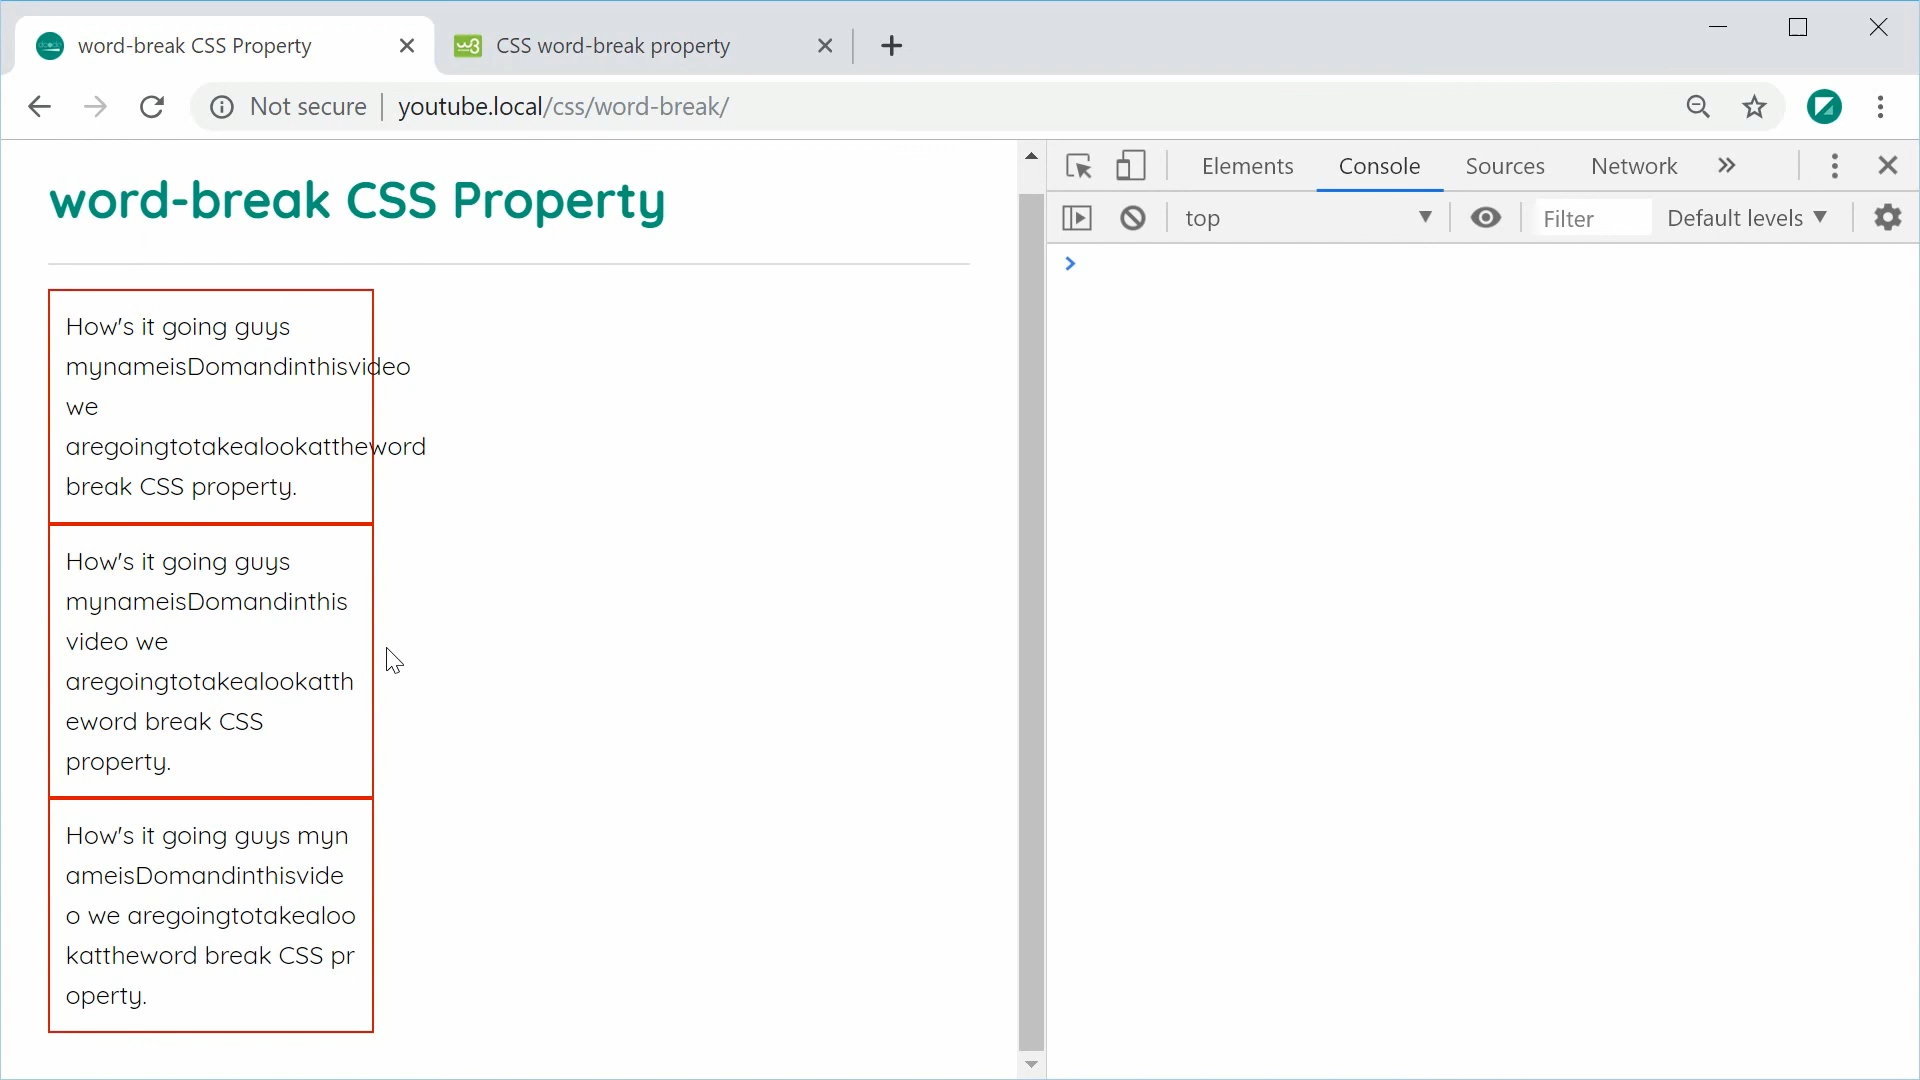 word-break CSS Property
CSS word-break property
Not secure
youtube.local/css/word-break/
word-break CSS Property
How's it going guys
mynameisDomandinthisvideo
we
aregoingtotakealookattheword
break CSS property.
How's it going guys
mynameisDomandinthis
video we
aregoingtotakealookatth
eword break CSS
property.
How's it going guys myn
ameisDomandinthisvide
o we aregoingtotakealoo
kattheword break CSS pr
operty.
Elements
Console
Sources
Network
top
Filter
Default levels